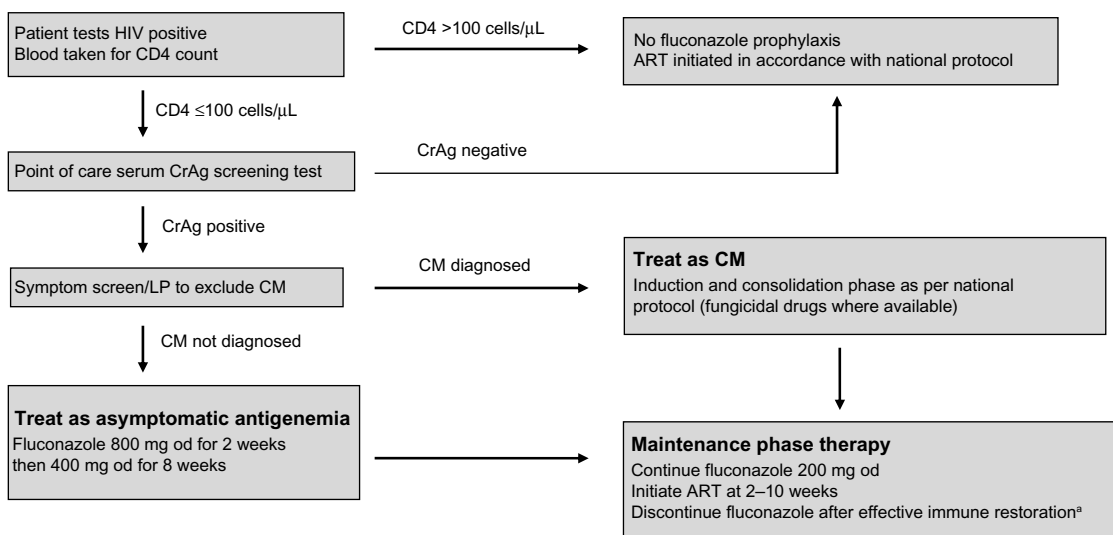 Patient tests HIV positive
Blood taken for CD4 count
CD4 >100 cells/μL
No fluconazole prophylaxis
ART initiated in accordance with national protocol
CD4 ≤100 cells/μL
Point of care serum CrAg screening test
CrAg negative
CrAg positive
Symptom screen/LP to exclude CM
CM diagnosed
Treat as CM
Induction and consolidation phase as per national
protocol (fungicidal drugs where available)
CM not diagnosed
Treat as asymptomatic antigenemia
Fluconazole 800 mg od for 2 weeks
then 400 mg od for 8 weeks
Maintenance phase therapy
Continue fluconazole 200 mg od
Initiate ART at 2–10 weeks
Discontinue fluconazole after effective immune restorationᵃ